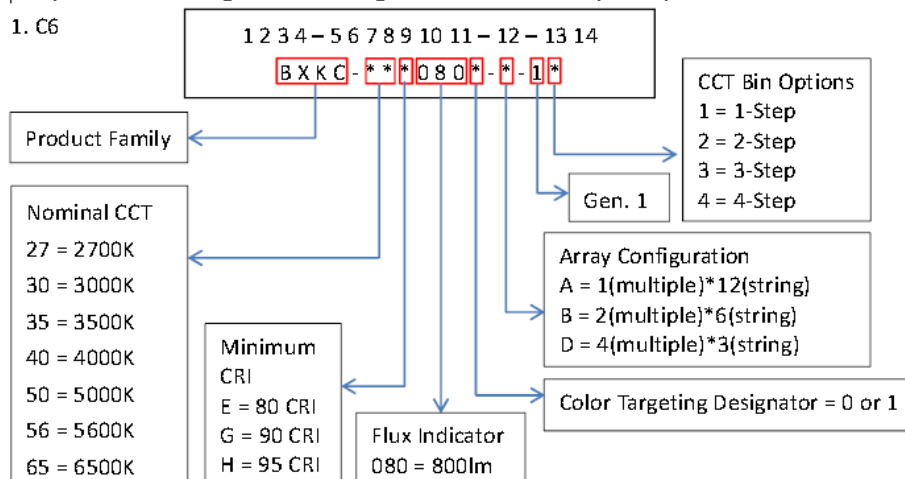 1. C6
1 2 3 4 – 5 6 7 8 9 10 11 – 12 – 13 14
B X K C - * * * 0 8 0 * - * - 1 *
Product Family
CCT Bin Options
1 = 1-Step
2 = 2-Step
3 = 3-Step
4 = 4-Step
Gen. 1
Nominal CCT
27 = 2700K
30 = 3000K
35 = 3500K
40 = 4000K
50 = 5000K
56 = 5600K
65 = 6500K
Array Configuration
A = 1(multiple)*12(string)
B = 2(multiple)*6(string)
D = 4(multiple)*3(string)
Minimum
CRI
E = 80 CRI
G = 90 CRI
H = 95 CRI
Color Targeting Designator = 0 or 1
Flux Indicator
080 = 800lm